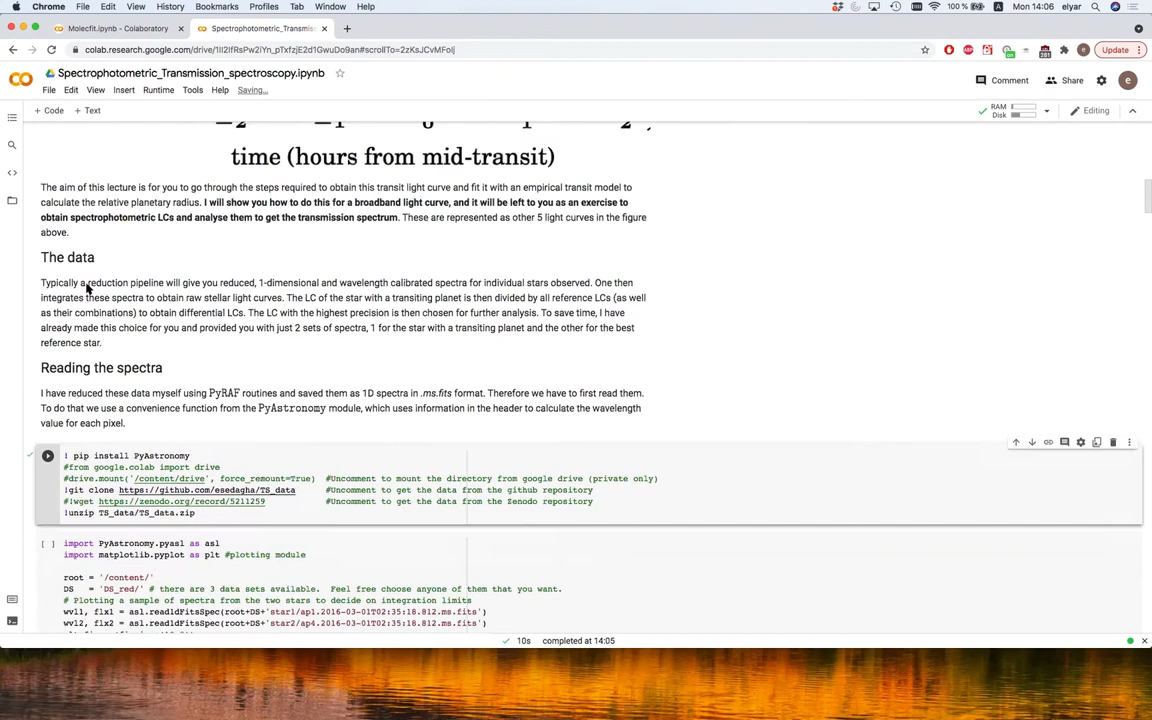 Chrome File Edit View History Bookmarks Profiles Tab Window Help 100 % Mon 14:06 elyar
Molecfit.ipynb - Colaboratory Spectrophotometric_Transmiss
Update
Spectrophotometric_Transmission_spectroscopy.ipynb
Comment Share e
File Edit View Insert Runtime Tools Help Saving...
+ Code + Text RAM Disk Editing
time (hours from mid-transit)
The aim of this lecture is for you to go through the steps required to obtain this transit light curve and fit it with an empirical transit model to
calculate the relative planetary radius. I will show you how to do this for a broadband light curve, and it will be left to you as an exercise to
obtain spectrophotometric LCs and analyse them to get the transmission spectrum. These are represented as other 5 light curves in the figure
above.
The data
Typically a reduction pipeline will give you reduced, 1-dimensional and wavelength calibrated spectra for individual stars observed. One then
integrates these spectra to obtain raw stellar light curves. The LC of the star with a transiting planet is then divided by all reference LCs (as well
as their combinations) to obtain differential LCs. The LC with the highest precision is then chosen for further analysis. To save time, I have
already made this choice for you and provided you with just 2 sets of spectra, 1 for the star with a transiting planet and the other for the best
reference star.
Reading the spectra
I have reduced these data myself using PyRAF routines and saved them as 1D spectra in .ms.fits format. Therefore we have to first read them.
To do that we use a convenience function from the PyAstronomy module, which uses information in the header to calculate the wavelength
value for each pixel.
! pip install PyAstronomy
#from google.colab import drive
#drive.mount('/content/drive', force_remount=True) #Uncomment to mount the directory from google drive (private only)
!git clone https://github.com/esedagha/TS_data #Uncomment to get the data from the github repository
#!wget https://zenodo.org/record/5211259 #Uncomment to get the data from the Zenodo repository
!unzip TS_data/TS_data.zip
[ ] import PyAstronomy.pyasl as asl
import matplotlib.pyplot as plt #plotting module
root = '/content/'
DS = 'DS_red/' # there are 3 data sets available. Feel free choose anyone of them that you want.
# Plotting a sample of spectra from the two stars to decide on integration limits
wvl1, flx1 = asl.read1dFitsSpec(root+DS+'star1/ap1.2016-03-01T02:35:18.812.ms.fits')
wvl2, flx2 = asl.read1dFitsSpec(root+DS+'star2/ap4.2016-03-01T02:35:18.812.ms.fits')
10s completed at 14:05